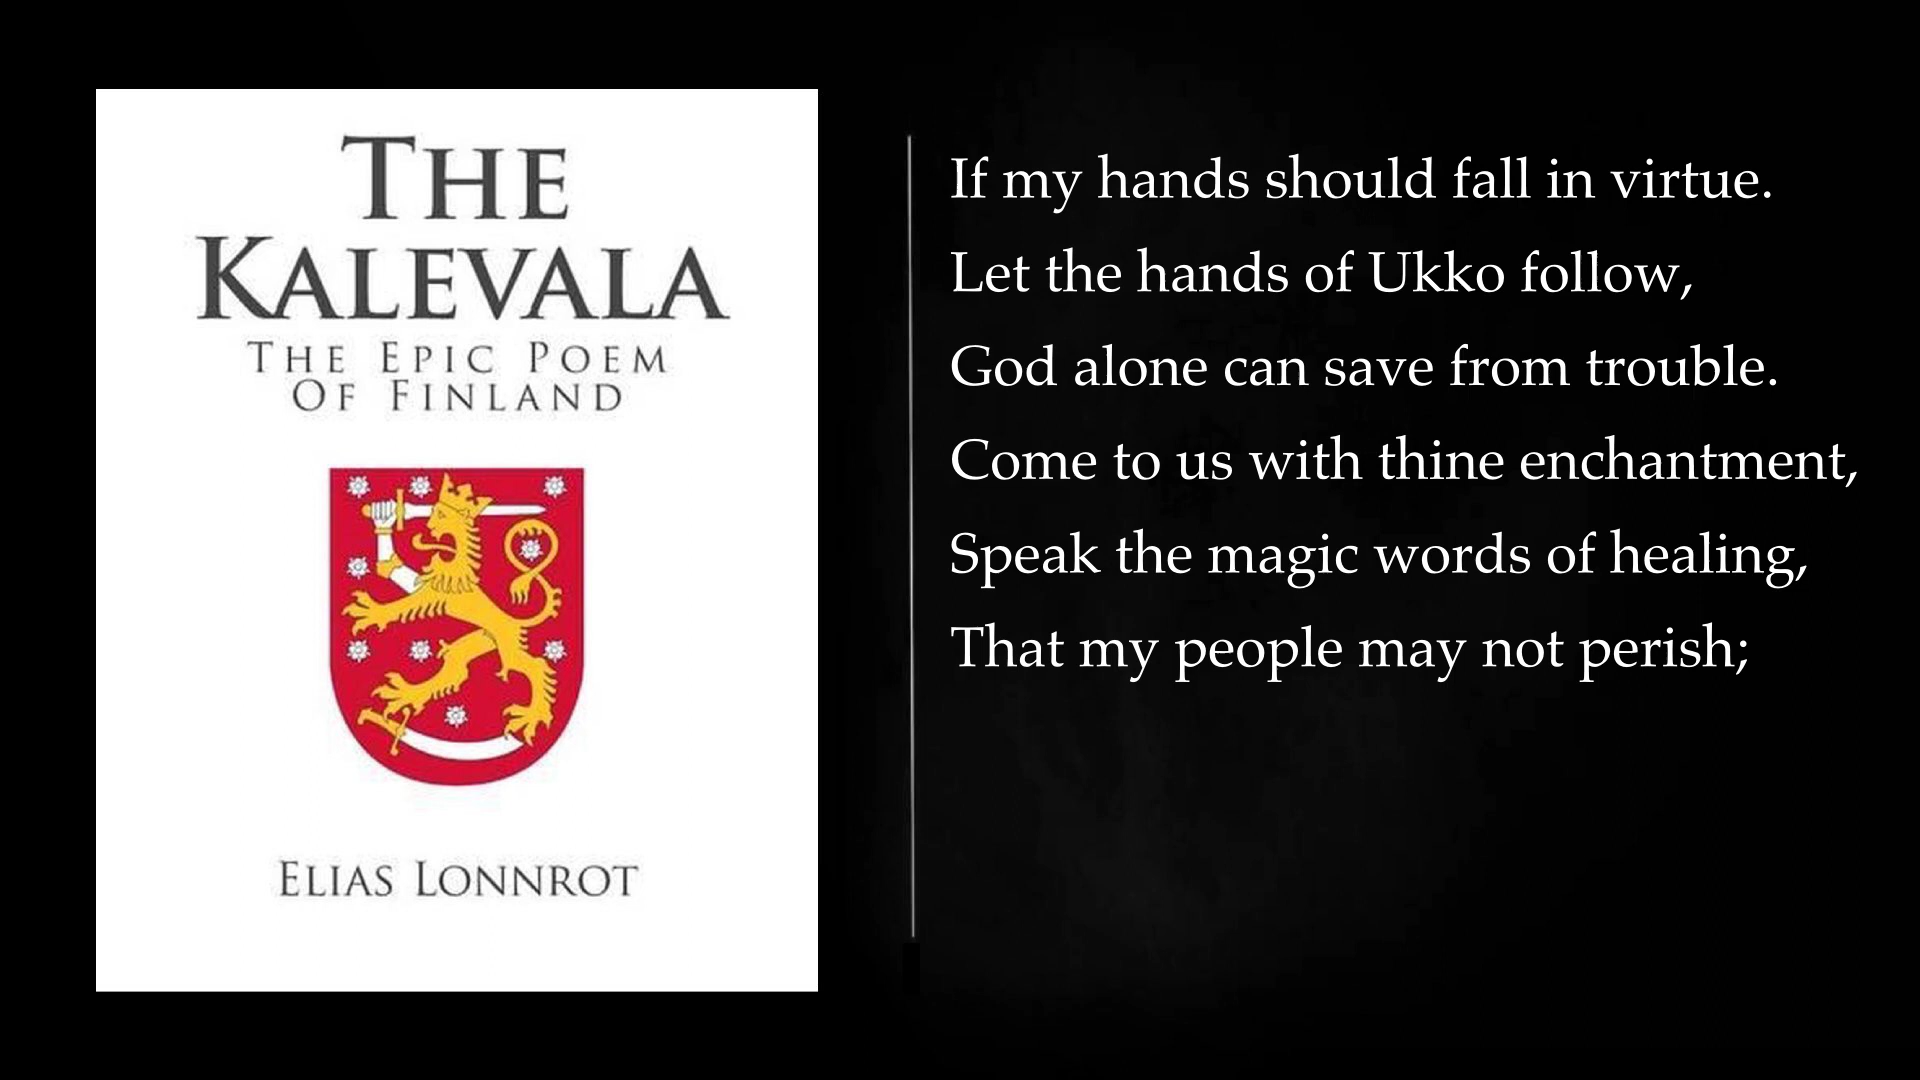 THE
KALEVALA
THE EPIC POEM
OF FINLAND
ELIAS LONNROT
If my hands should fall in virtue.
Let the hands of Ukko follow,
God alone can save from trouble.
Come to us with thine enchantment,
Speak the magic words of healing,
That my people may not perish;